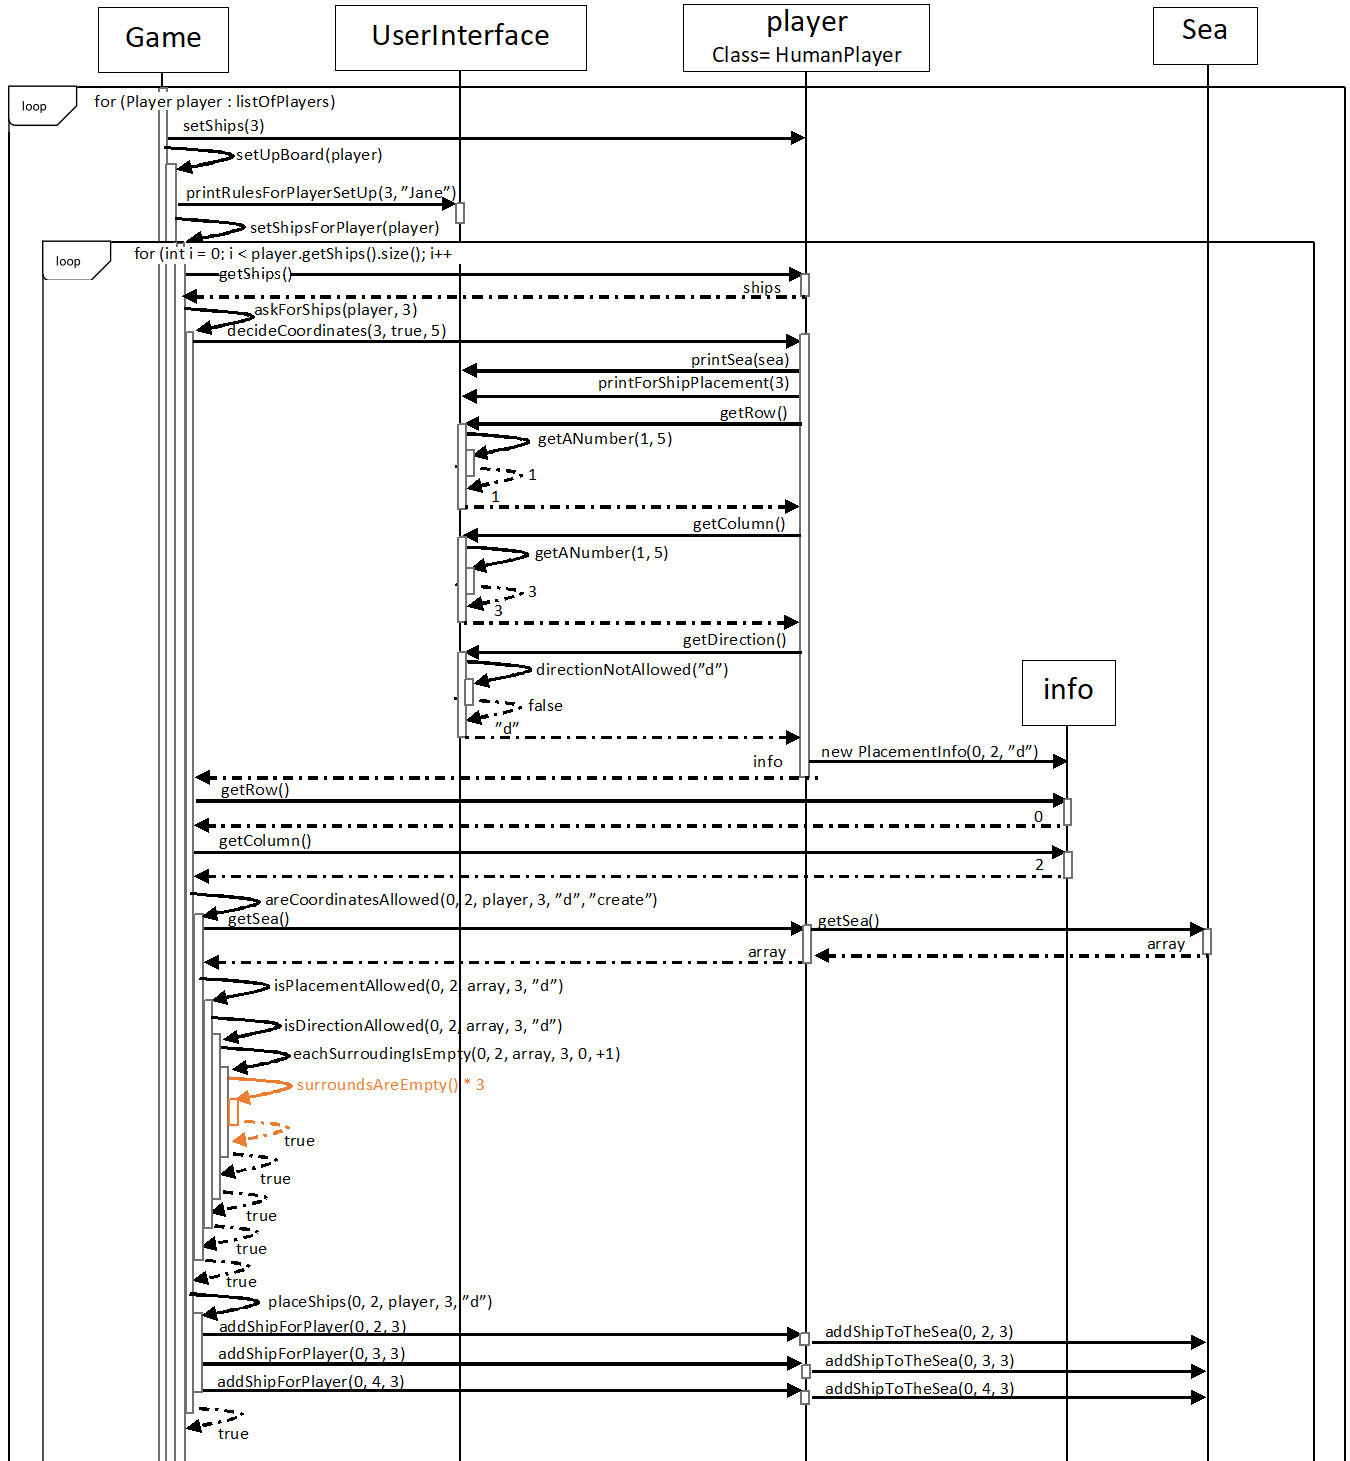 Game
UserInterface
player
Class= HumanPlayer
Sea
loop
for (Player player : listOfPlayers)
setShips(3)
setUpBoard(player)
printRulesForPlayerSetUp(3, ”Jane”)
setShipsForPlayer(player)
loop
for (int i = 0; i < player.getShips().size(); i++
getShips()
ships
askForShips(player, 3)
decideCoordinates(3, true, 5)
printSea(sea)
printForShipPlacement(3)
getRow()
getANumber(1, 5)
1
1
getColumn()
getANumber(1, 5)
3
3
getDirection()
directionNotAllowed(”d”)
false
”d”
info
new PlacementInfo(0, 2, ”d”)
info
getRow()
0
getColumn()
2
areCoordinatesAllowed(0, 2, player, 3, ”d”, ”create”)
getSea()
getSea()
array
array
isPlacementAllowed(0, 2, array, 3, ”d”)
isDirectionAllowed(0, 2, array, 3, ”d”)
eachSurroudingIsEmpty(0, 2, array, 3, 0, +1)
surroundsAreEmpty() * 3
true
true
true
true
true
placeShips(0, 2, player, 3, ”d”)
addShipForPlayer(0, 2, 3)
addShipToTheSea(0, 2, 3)
addShipForPlayer(0, 3, 3)
addShipToTheSea(0, 3, 3)
addShipForPlayer(0, 4, 3)
addShipToTheSea(0, 4, 3)
true